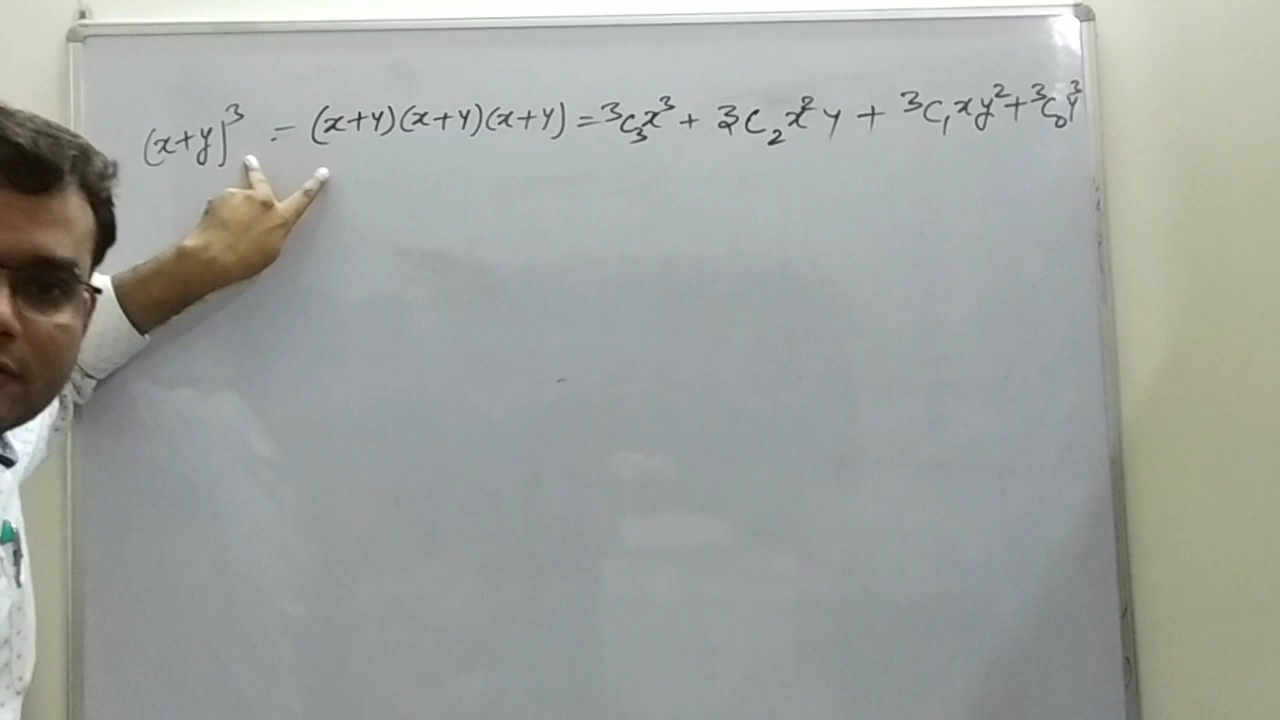 (x+y)³ = (x+y)(x+y)(x+y) = ³C₃x³ + ³C₂x²y + ³C₁xy² + ³C₀y³